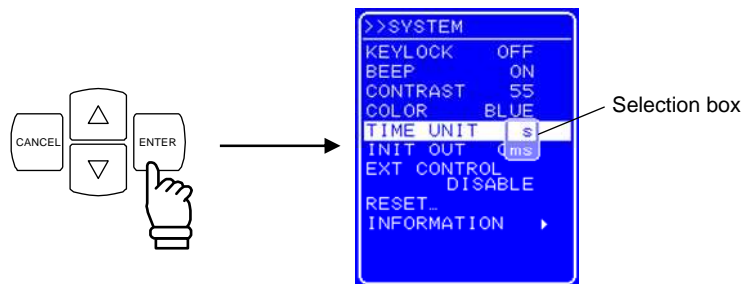 CANCEL
ENTER
>>SYSTEM
KEYLOCK OFF
BEEP ON
CONTRAST 55
COLOR BLUE
TIME UNIT s
INIT OUT ms
EXT CONTROL
DISABLE
RESET…
INFORMATION
Selection box